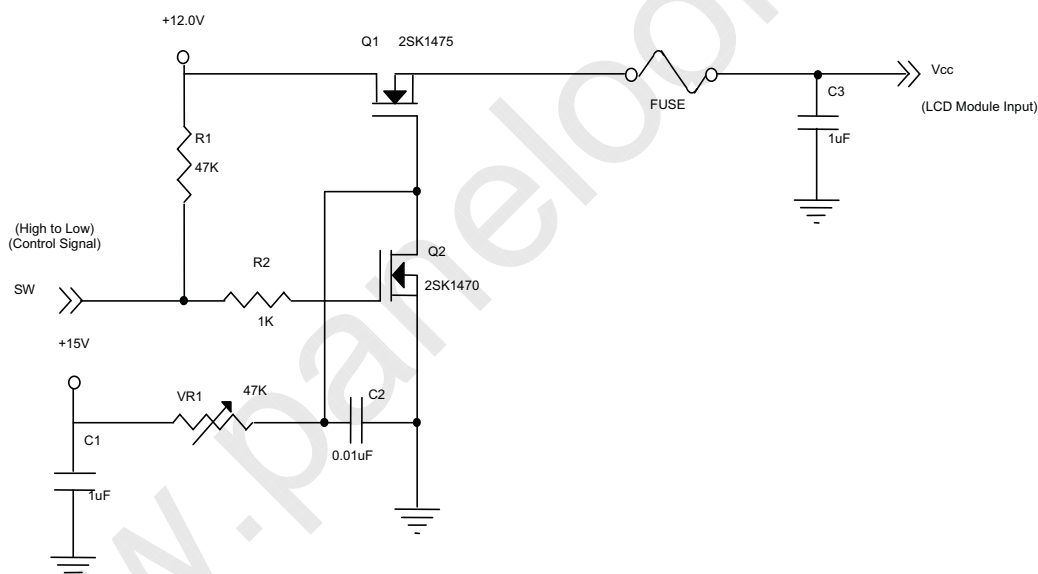 +12.0V
Q1 2SK1475
Vcc
FUSE
C3
(LCD Module Input)
R1
47K
1uF
(High to Low)
(Control Signal)
Q2
R2
SW
2SK1470
1K
+15V
VR1
47K
C2
C1
0.01uF
1uF
w.paneloo